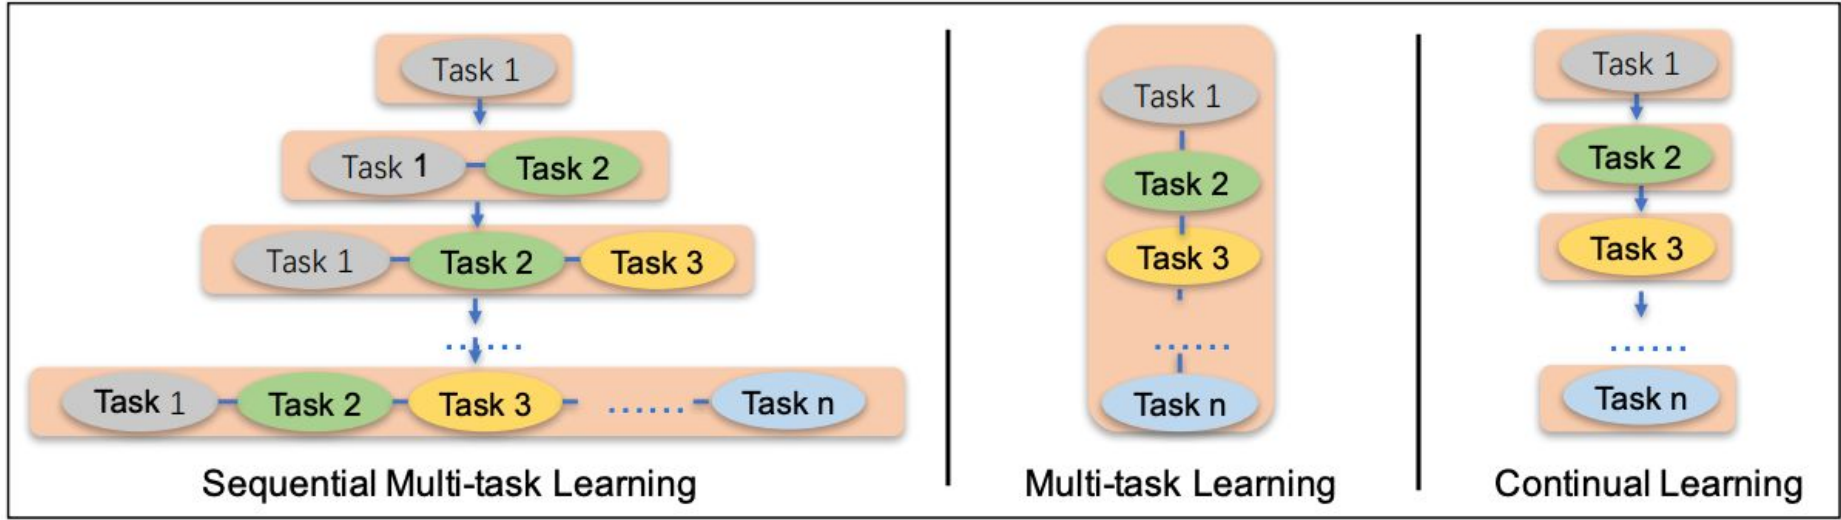 Task 1
Task 1 Task 2
Task 1 Task 2 Task 3
......
Task 1 Task 2 Task 3 ...... Task n
Sequential Multi-task Learning
Task 1
Task 2
Task 3
......
Task n
Multi-task Learning
Task 1
Task 2
Task 3
......
Task n
Continual Learning